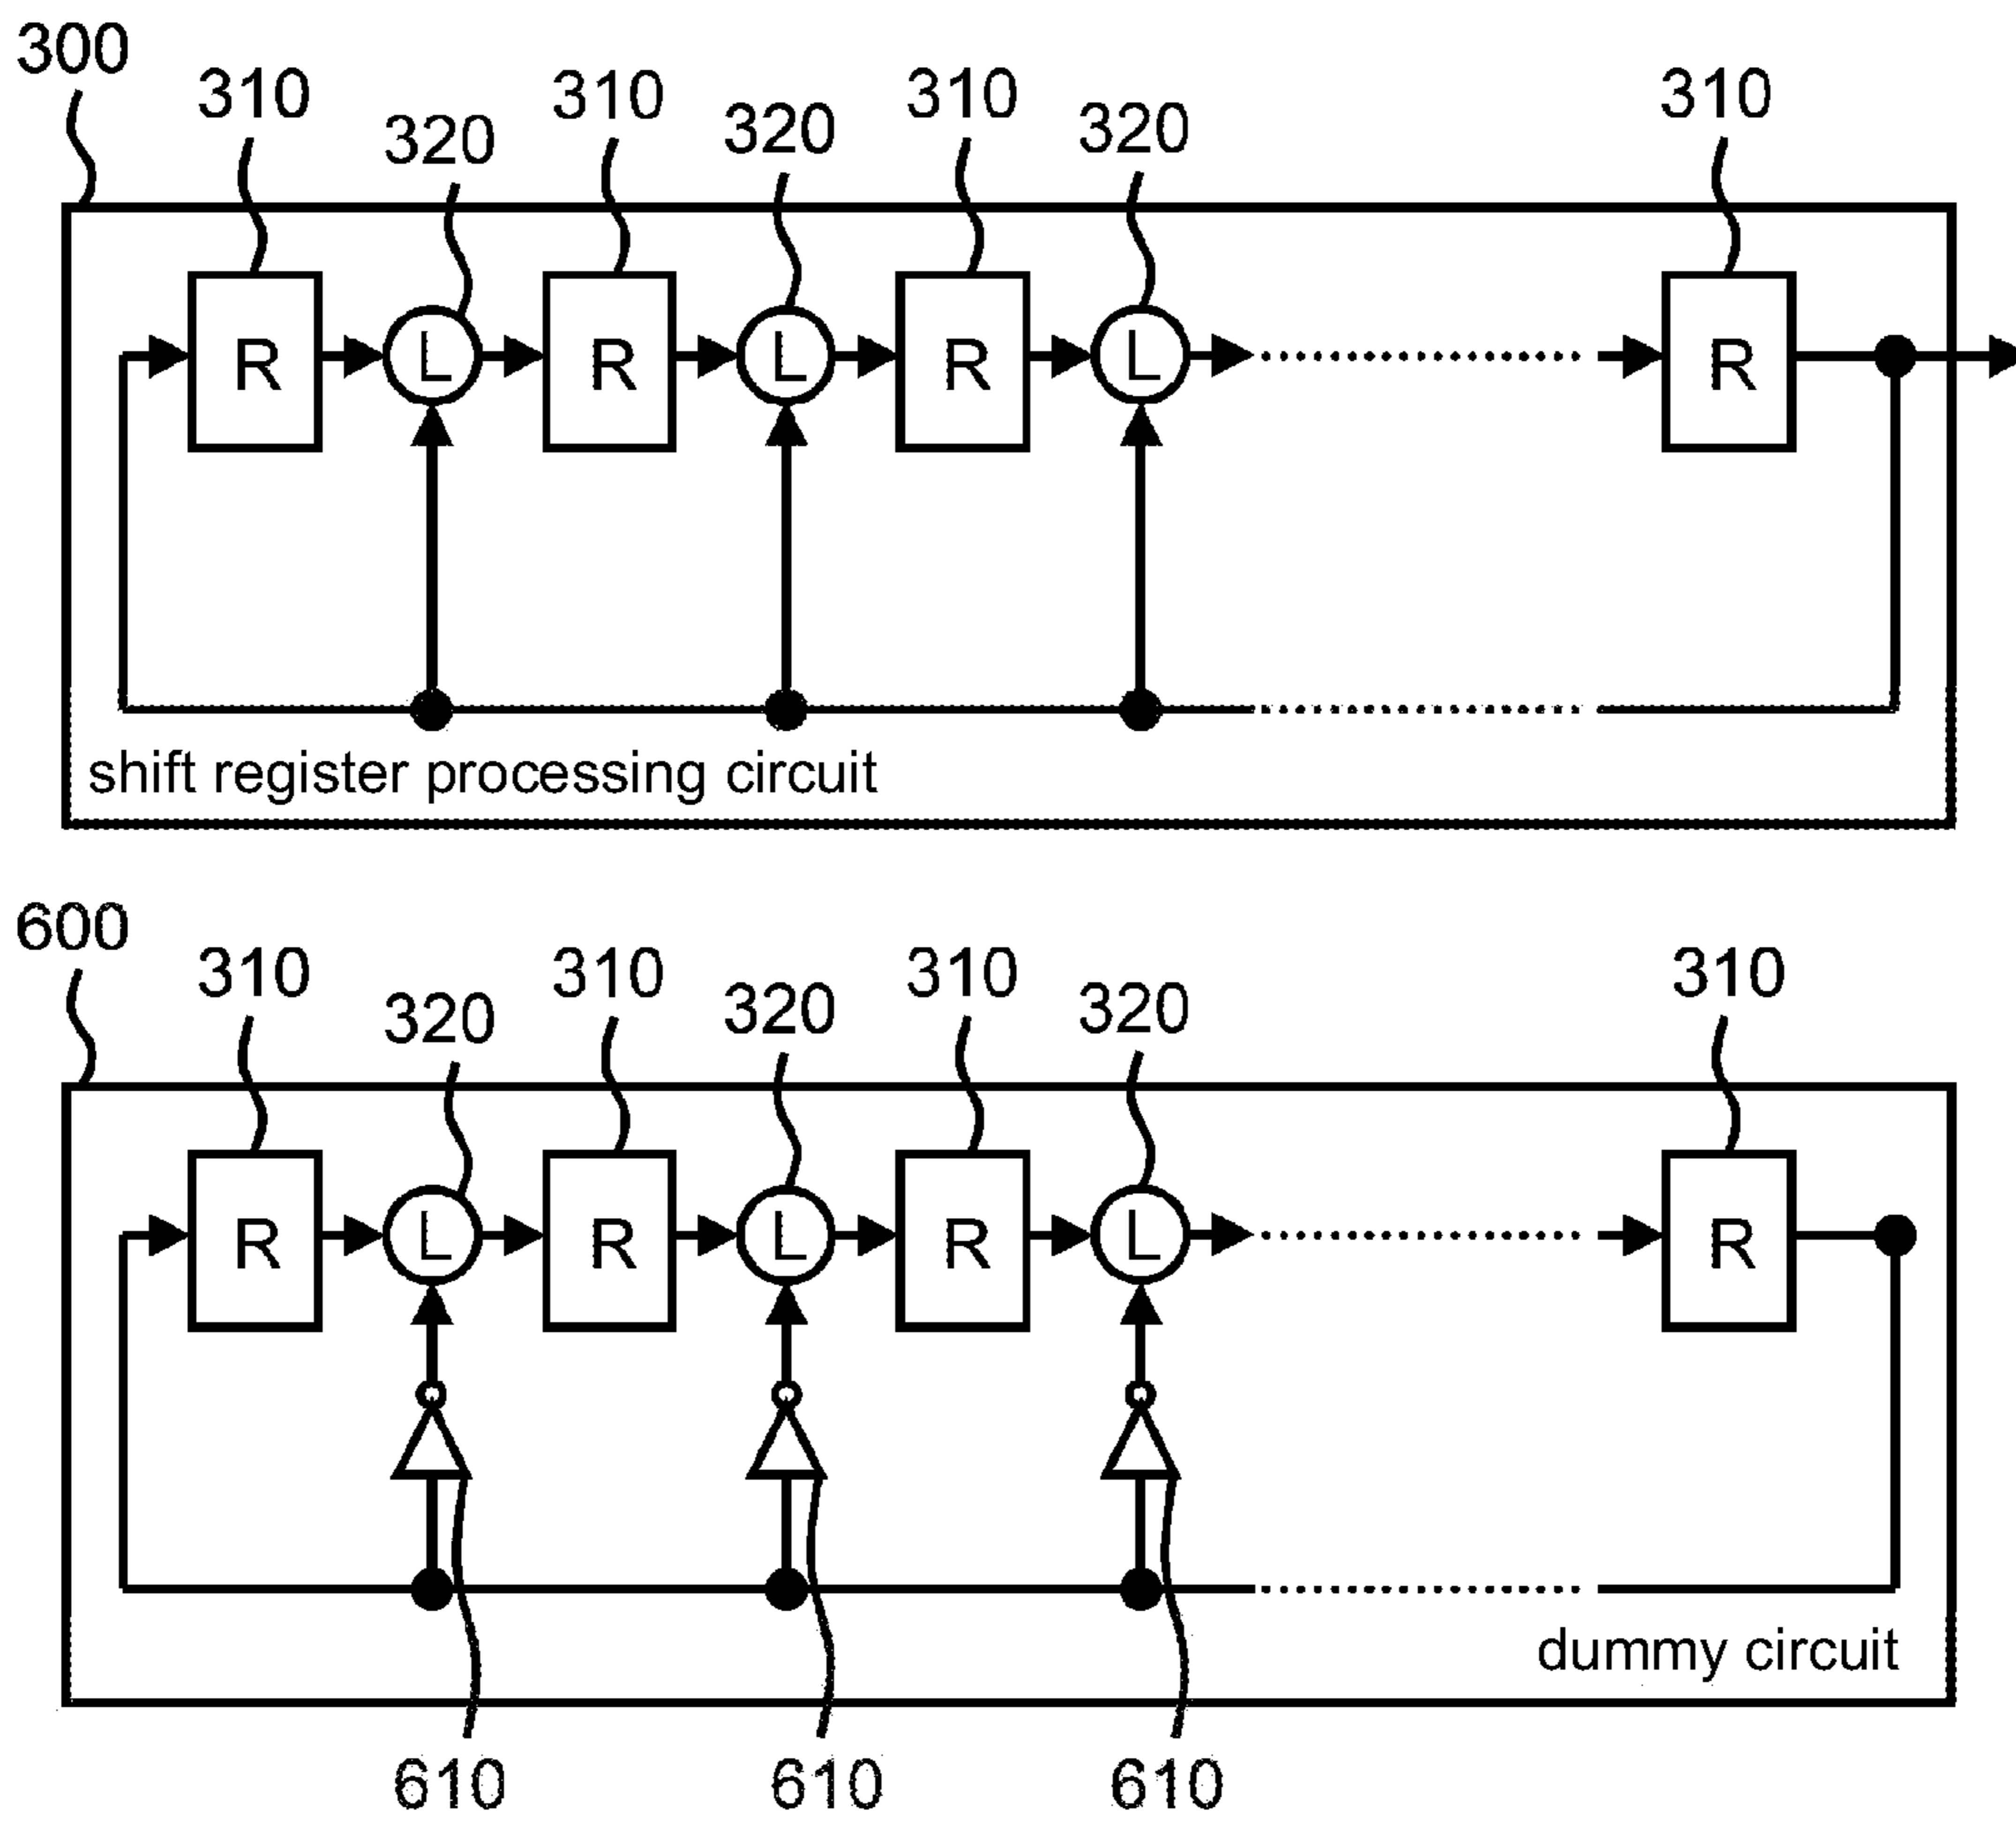 300
310 320 310 320 310 320 310
R L R L R L R
shift register processing circuit
600
310 320 310 320 310 320 310
R L R L R L R
dummy circuit
610 610 610